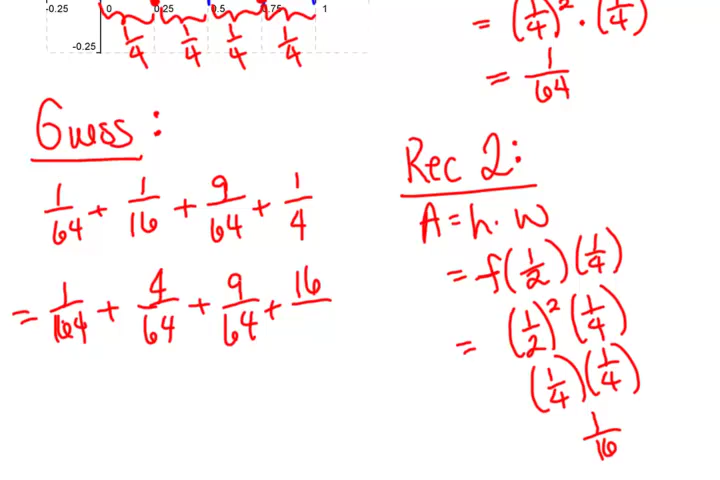 -0.25 0 0.25 0.5 0.75 1
1/4 1/4 1/4 1/4
-0.25
= (1/4)² · (1/4)
= 1/64
Guess:
1/64 + 1/16 + 9/64 + 1/4
= 1/64 + 4/64 + 9/64 + 16
Rec 2:
A = h · w
= f(1/2)(1/4)
= (1/2)² (1/4)
(1/4)(1/4)
1/16